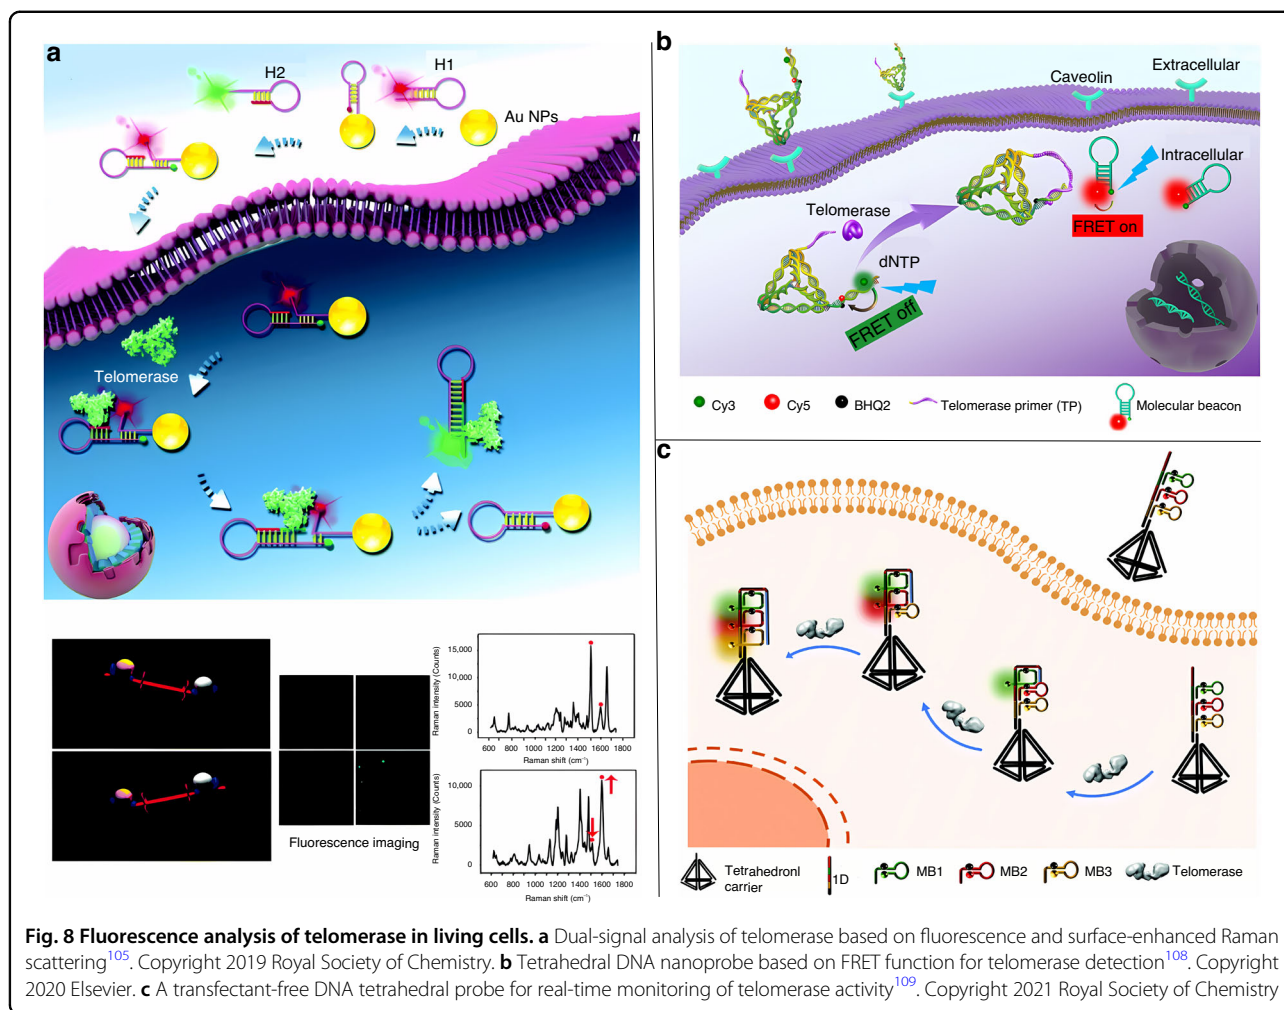 a
H2
H1
Au NPs
Telomerase
Fluorescence imaging
Raman intensity (Counts)
15,000
10,000
5000
0
600 800 1000 1200 1400 1600 1800
Raman shift (cm⁻¹)
Raman intensity (Counts)
10,000
5000
0
600 800 1000 1200 1400 1600 1800
Raman shift (cm⁻¹)
b
Caveolin
Extracellular
Intracellular
Telomerase
FRET on
dNTP
FRET off
Cy3 Cy5 BHQ2 Telomerase primer (TP) Molecular beacon
c
Tetrahedronl
carrier
1D
MB1 MB2 MB3 Telomerase
Fig. 8 Fluorescence analysis of telomerase in living cells. a Dual-signal analysis of telomerase based on fluorescence and surface-enhanced Raman
scattering105. Copyright 2019 Royal Society of Chemistry. b Tetrahedral DNA nanoprobe based on FRET function for telomerase detection108. Copyright
2020 Elsevier. c A transfectant-free DNA tetrahedral probe for real-time monitoring of telomerase activity109. Copyright 2021 Royal Society of Chemistry